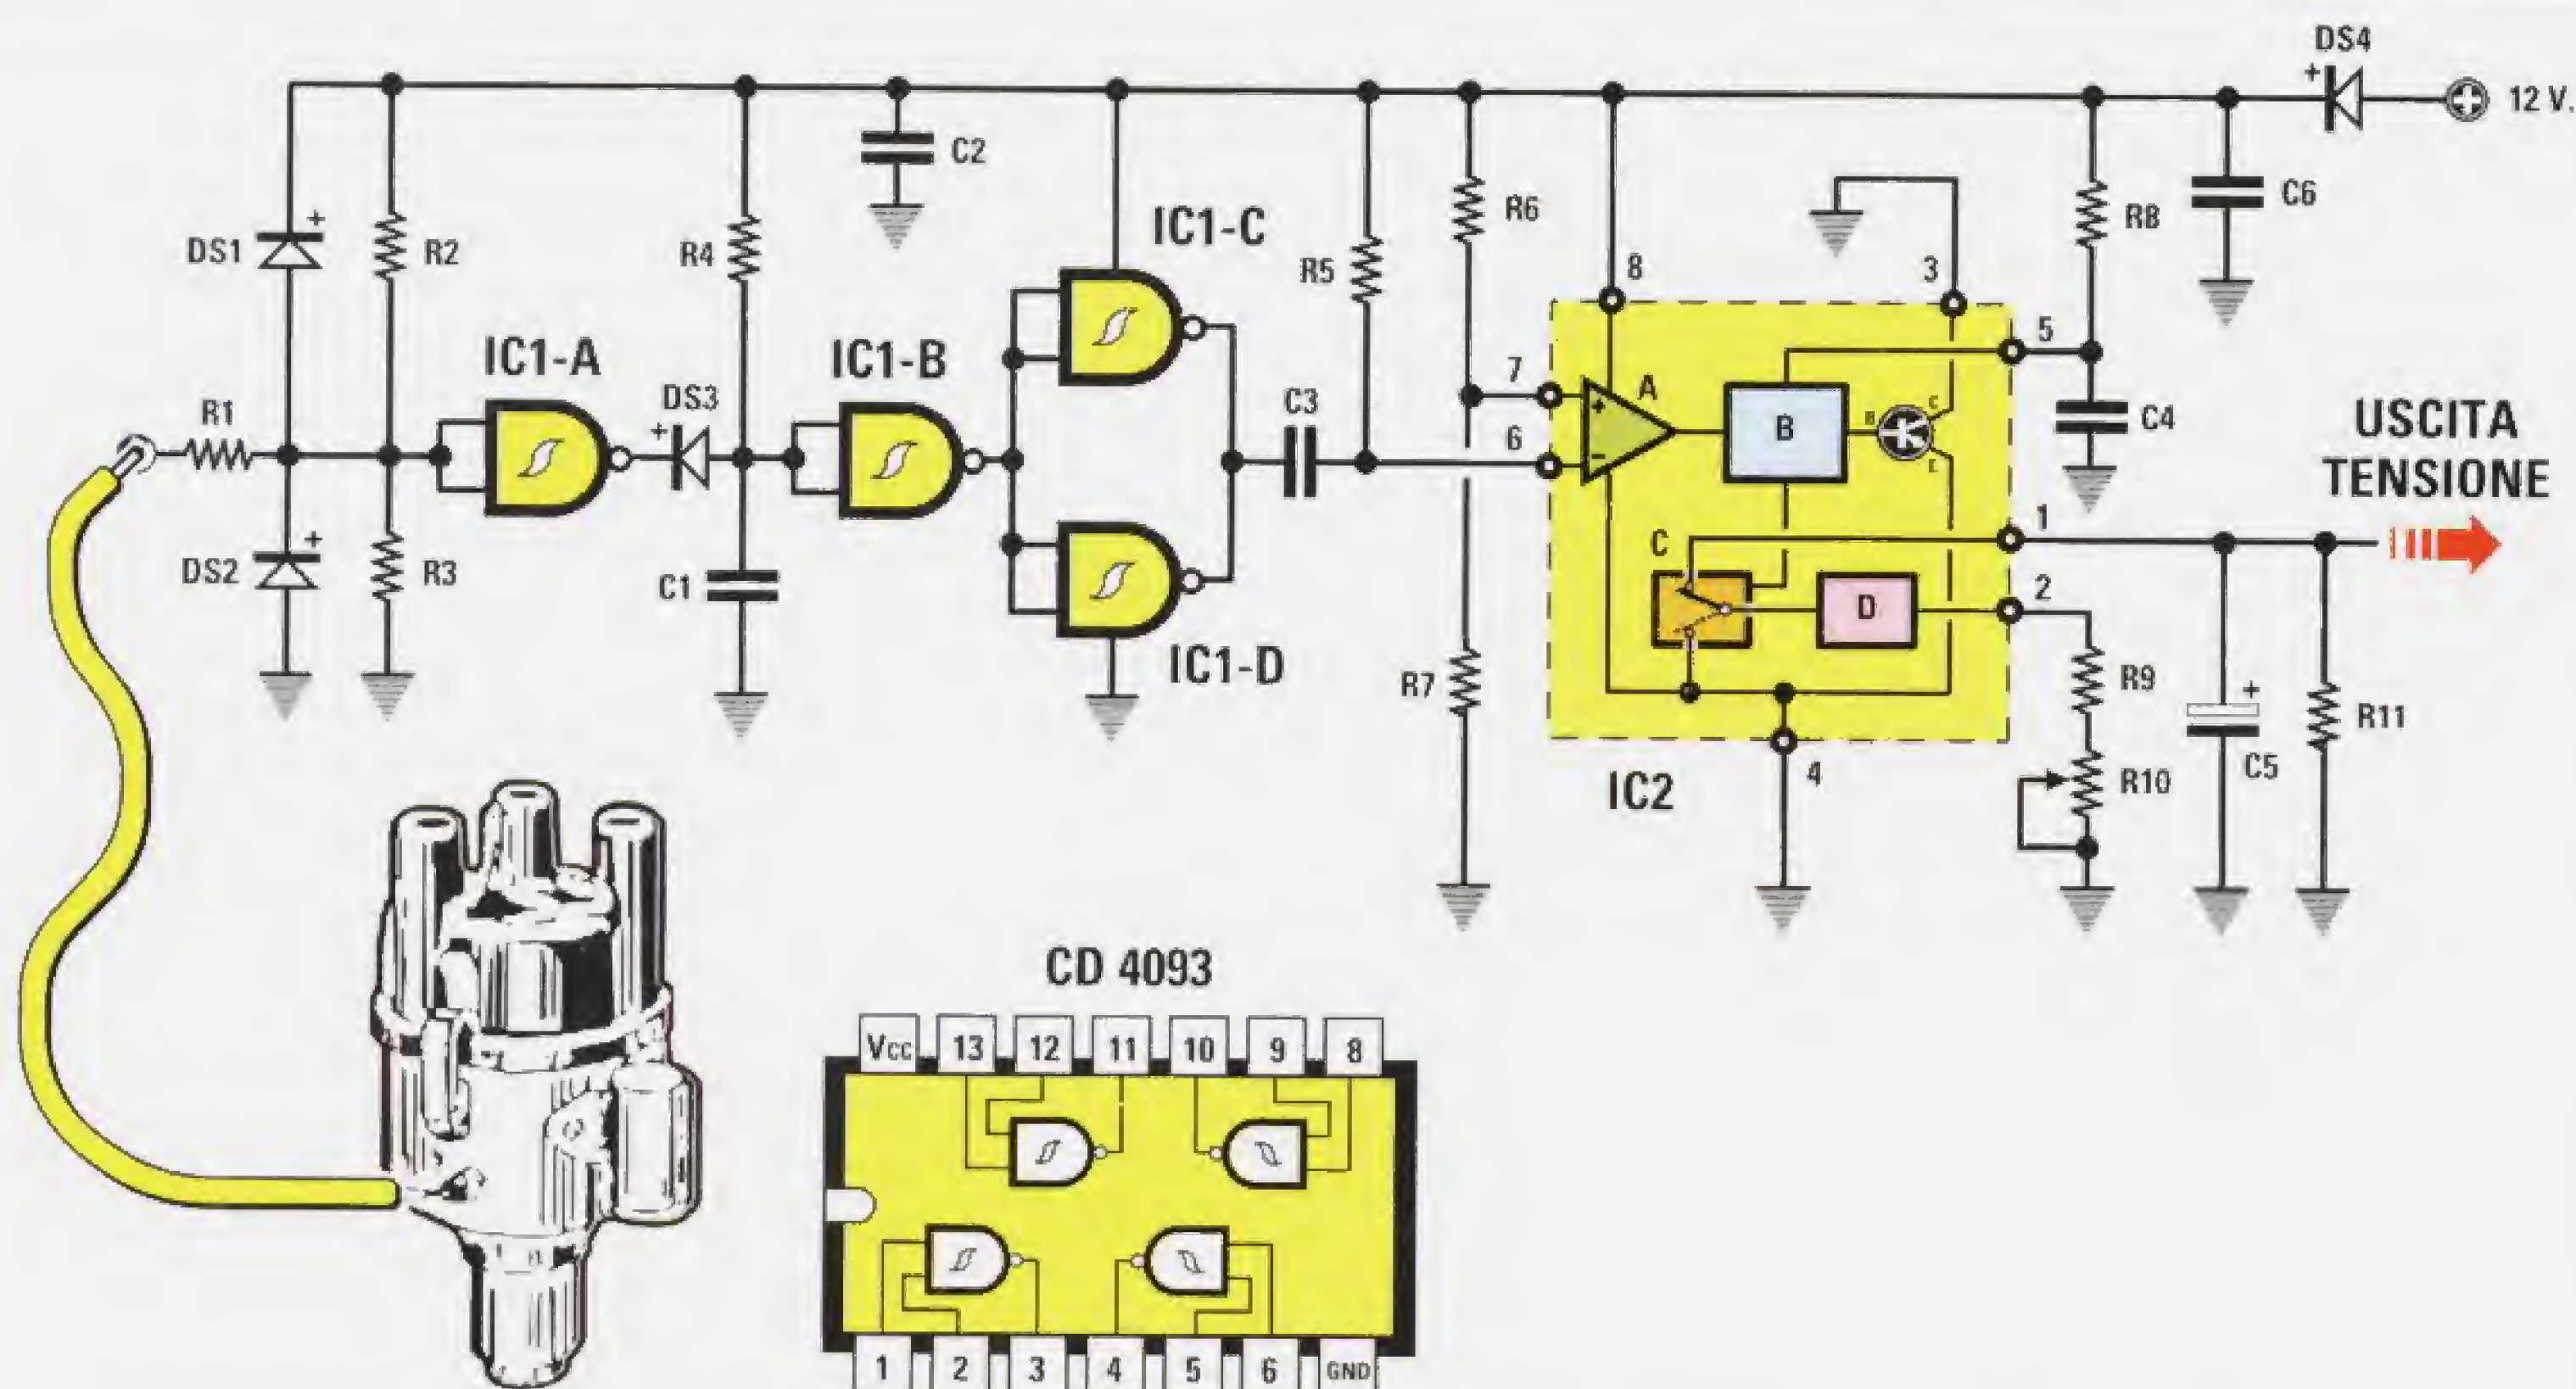 DS4
+
12 V.
C2
R6
C6
IC1-C
R8
+
DS1
R2
R4
R5
8
3
5
IC1-A
IC1-B
7
A
DS3
+
C3
+
B
B
C
E
C4
USCITA
TENSIONE
R1
6
-
1
+
DS2
R3
C1
C
D
2
IC1-D
R7
R9
+
R11
IC2
4
R10
C5
CD 4093
Vcc
13
12
11
10
9
8
1
2
3
4
5
6
GND